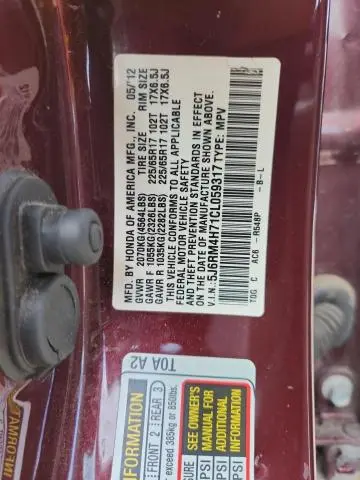 MFD. BY HONDA OF AMERICA MFG., INC. 05/12
GVWR 2070KG(4564LBS) TIRE SIZE RIM SIZE
GAWR F 1055KG(2326LBS) 225/65R17 102T 17X6.5J
GAWR R 1035KG(2282LBS) 225/65R17 102T 17X6.5J
THIS VEHICLE CONFORMS TO ALL APPLICABLE
FEDERAL MOTOR VEHICLE SAFETY
AND THEFT PREVENTION STANDARDS IN EFFECT
ON THE DATE OF MANUFACTURE SHOWN ABOVE.
V.I.N.: 5J6RM4H71CL059317 TYPE: MPV
T0G C AC6 R548P -B-L
T0A A2
INFORMATION
FRONT 2 REAR 3
exceed 385kg or 850lbs.
SEE OWNER'S
MANUAL FOR
ADDITIONAL
INFORMATION
PSI
PSI
PSI
INFORMAT